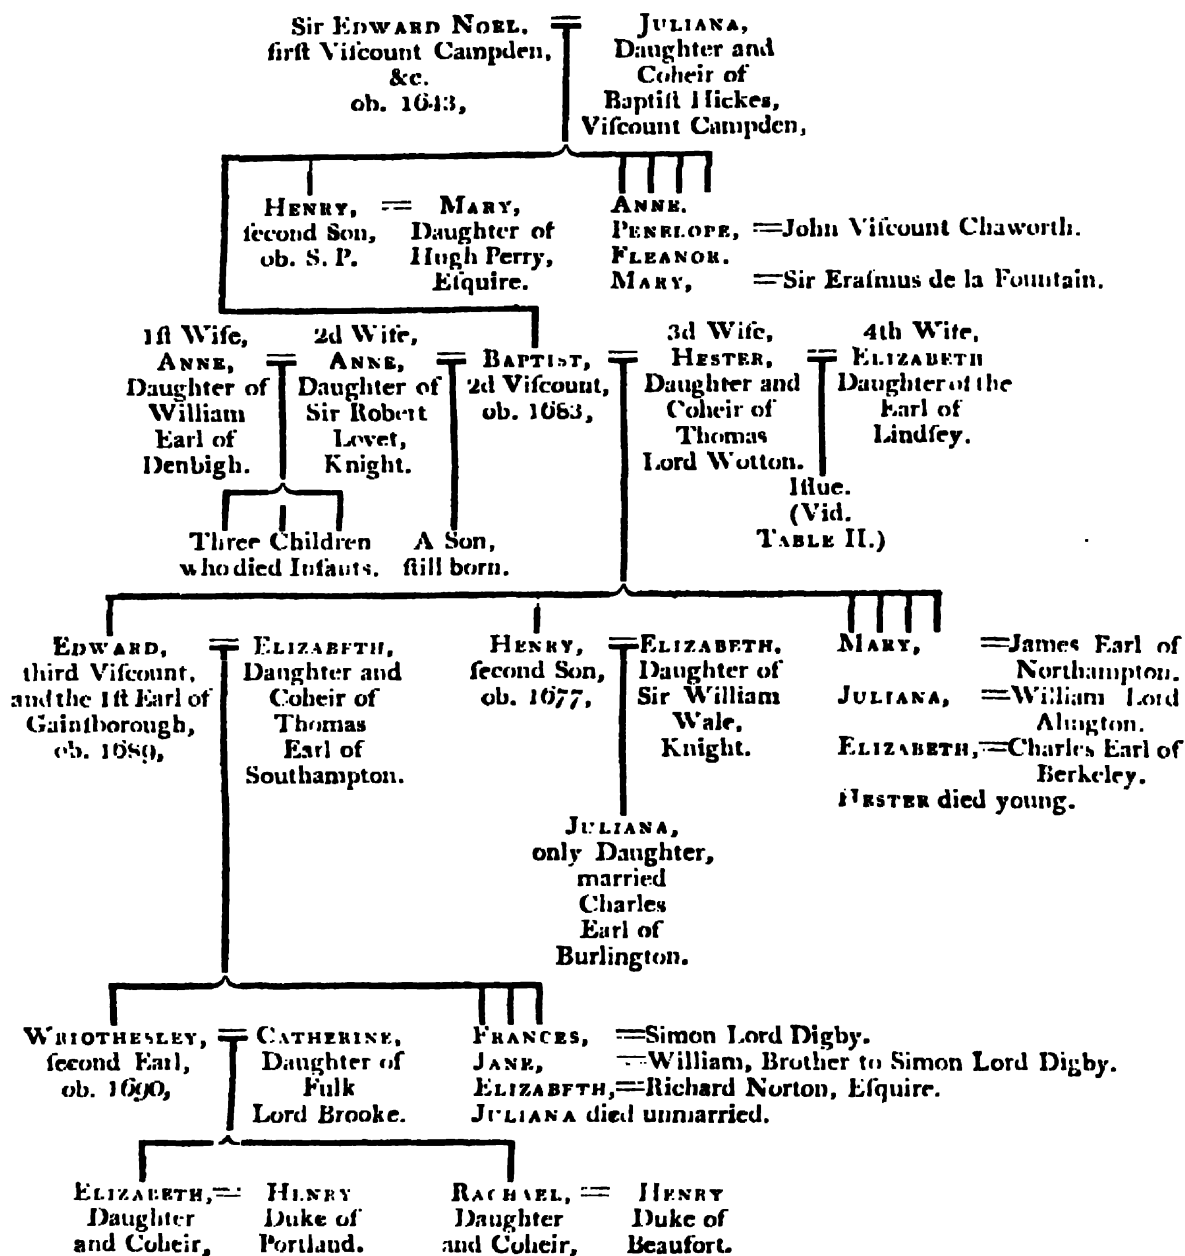 Sir EDWARD NOEL,
firſt Viſcount Campden,
&c.
ob. 1643,
=
JULIANA,
Daughter and
Coheir of
Baptiſt Hickes,
Viſcount Campden,
HENRY,
ſecond Son,
ob. S. P.
=
MARY,
Daughter of
Hugh Perry,
Eſquire.
ANNE.
PENELOPE, =John Viſcount Chaworth.
ELEANOR.
MARY, =Sir Eraſmus de la Fountain.
1ſt Wife,
ANNE,
Daughter of
William
Earl of
Denbigh.
=
2d Wife,
ANNE,
Daughter of
Sir Robert
Lovet,
Knight.
=
BAPTIST,
2d Viſcount,
ob. 1683,
=
3d Wife,
HESTER,
Daughter and
Coheir of
Thomas
Lord Wotton.
=
4th Wife,
ELIZABETH
Daughter of the
Earl of
Lindſey.
Three Children
who died Infants.
A Son,
ſtill born.
Iſſue.
(Vid.
TABLE II.)
EDWARD,
third Viſcount,
and the 1ſt Earl of
Gainſborough,
ob. 1689,
=
ELIZABETH,
Daughter and
Coheir of
Thomas
Earl of
Southampton.
HENRY,
ſecond Son,
ob. 1677,
=
ELIZABETH,
Daughter of
Sir William
Wale,
Knight.
MARY, =James Earl of
Northampton.
JULIANA, =William Lord
Alington.
ELIZABETH,=Charles Earl of
Berkeley.
HESTER died young.
JULIANA,
only Daughter,
married
Charles
Earl of
Burlington.
WRIOTHESLEY,
ſecond Earl,
ob. 1690,
=
CATHERINE,
Daughter of
Fulk
Lord Brooke.
FRANCES, =Simon Lord Digby.
JANE, =William, Brother to Simon Lord Digby.
ELIZABETH,=Richard Norton, Eſquire.
JULIANA died unmarried.
ELIZABETH,=
Daughter
and Coheir,
HENRY
Duke of
Portland.
RACHAEL, =
Daughter
and Coheir,
HENRY
Duke of
Beaufort.